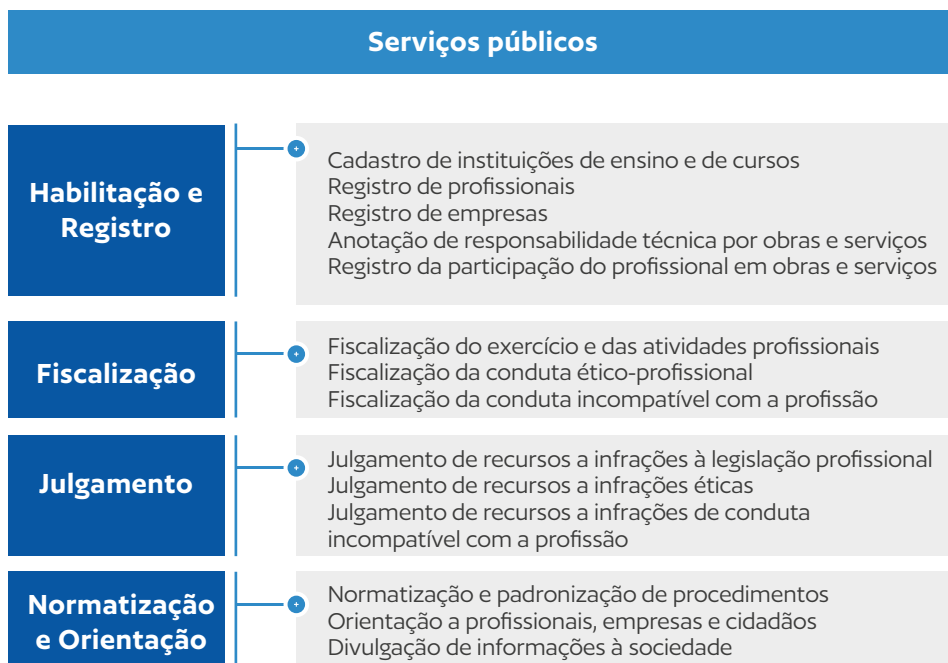 Serviços públicos
Habilitação e
Registro
Cadastro de instituições de ensino e de cursos
Registro de profissionais
Registro de empresas
Anotação de responsabilidade técnica por obras e serviços
Registro da participação do profissional em obras e serviços
Fiscalização
Fiscalização do exercício e das atividades profissionais
Fiscalização da conduta ético-profissional
Fiscalização da conduta incompatível com a profissão
Julgamento
Julgamento de recursos a infrações à legislação profissional
Julgamento de recursos a infrações éticas
Julgamento de recursos a infrações de conduta
incompatível com a profissão
Normatização
e Orientação
Normatização e padronização de procedimentos
Orientação a profissionais, empresas e cidadãos
Divulgação de informações à sociedade